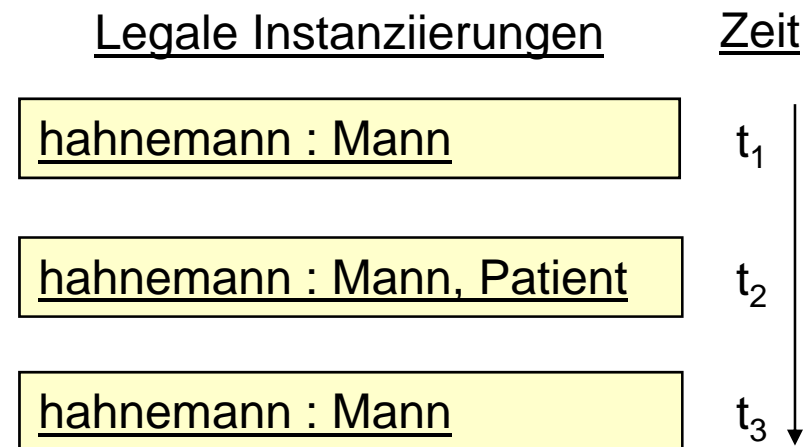 Legale Instanziierungen Zeit
hahnemann : Mann t₁
hahnemann : Mann, Patient t₂
hahnemann : Mann t₃